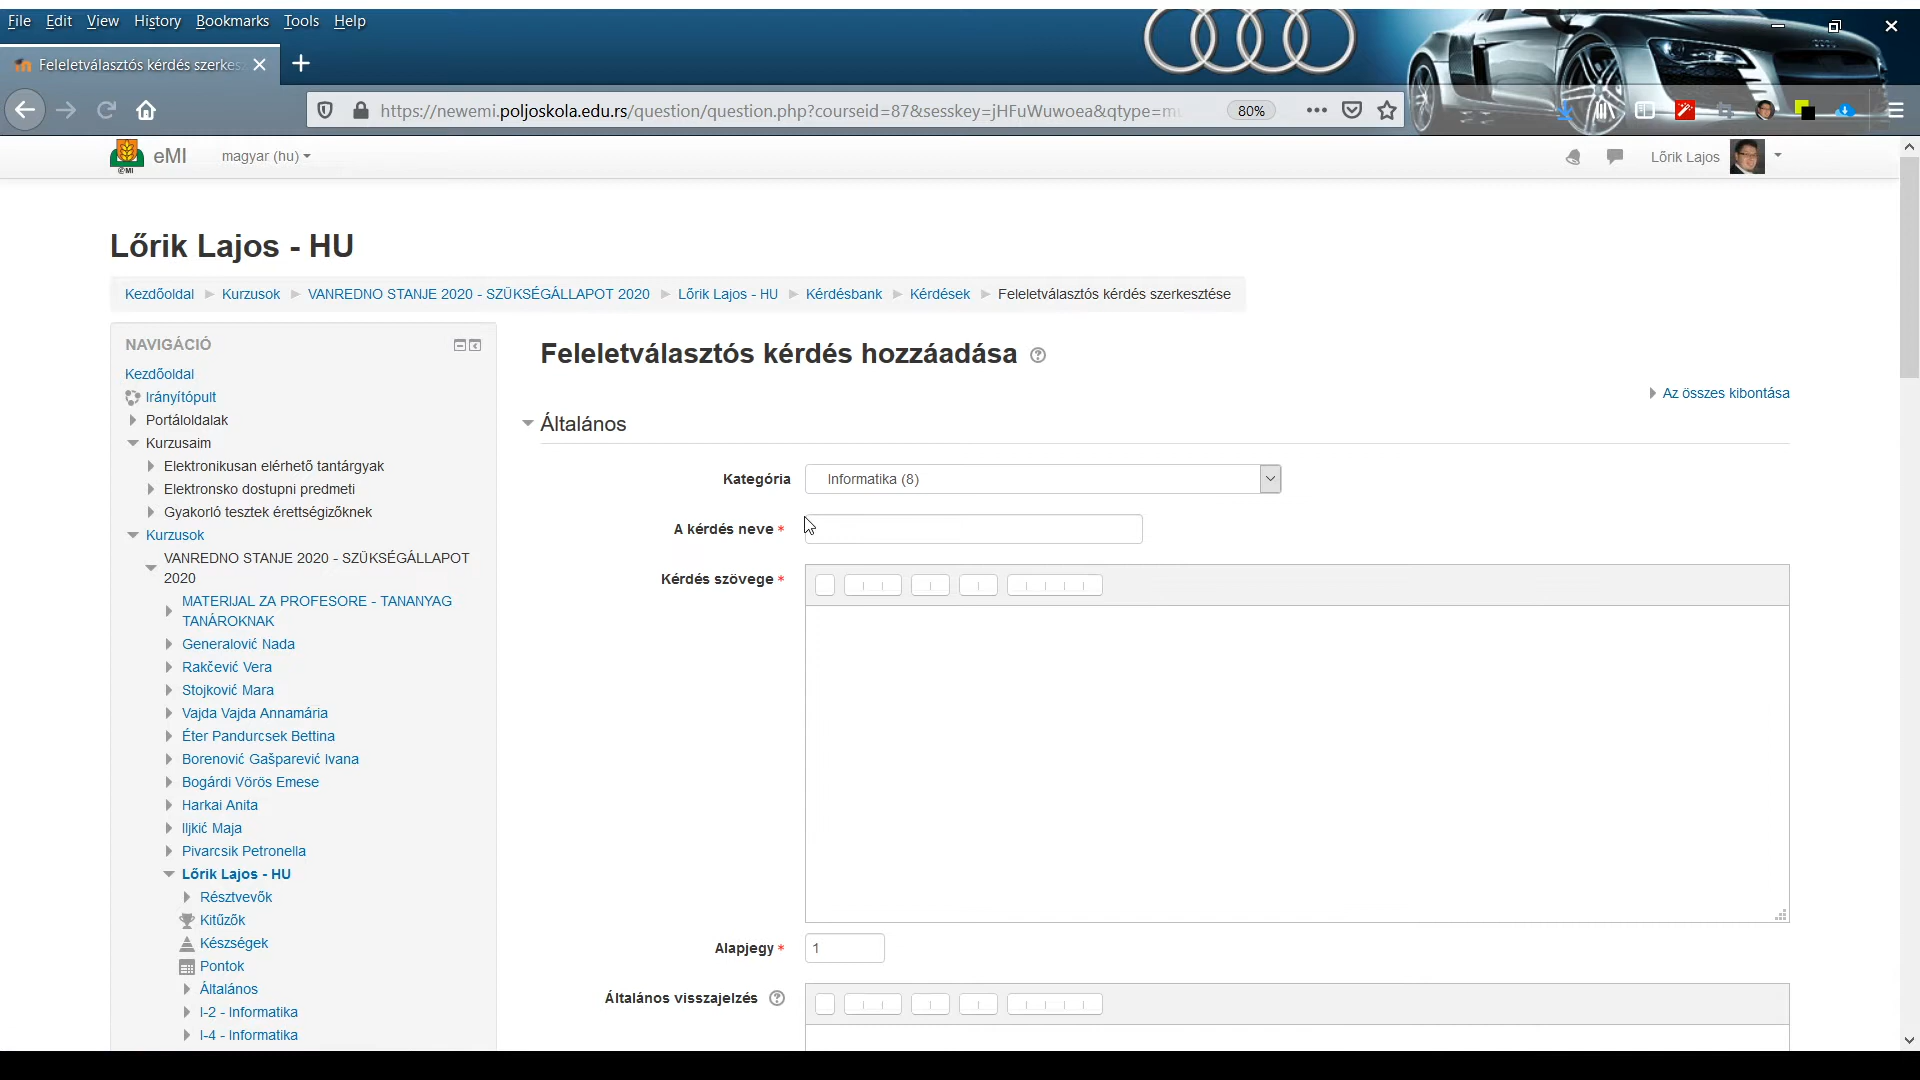 File Edit View History Bookmarks Tools Help
Feleletválasztós kérdés szerkes
https://newemi.poljoskola.edu.rs/question/question.php?courseid=87&sesskey=jHFuWuwoea&qtype=mu
80%
eMI magyar (hu) Lőrik Lajos
Lőrik Lajos - HU
Kezdőoldal Kurzusok VANREDNO STANJE 2020 - SZÜKSÉGÁLLAPOT 2020 Lőrik Lajos - HU Kérdésbank Kérdések Feleletválasztós kérdés szerkesztése
NAVIGÁCIÓ
Kezdőoldal
Irányítópult
Portáloldalak
Kurzusaim
Elektronikusan elérhető tantárgyak
Elektronsko dostupni predmeti
Gyakorló tesztek érettségizőknek
Kurzusok
VANREDNO STANJE 2020 - SZÜKSÉGÁLLAPOT
2020
MATERIJAL ZA PROFESORE - TANANYAG
TANÁROKNAK
Generalović Nada
Rakčević Vera
Stojković Mara
Vajda Vajda Annamária
Éter Pandurcsek Bettina
Borenović Gašparević Ivana
Bogárdi Vörös Emese
Harkai Anita
Iljkić Maja
Pivarcsik Petronella
Lőrik Lajos - HU
Résztvevők
Kitűzők
Készségek
Pontok
Általános
I-2 - Informatika
I-4 - Informatika
Feleletválasztós kérdés hozzáadása
Az összes kibontása
Általános
Kategória Informatika (8)
A kérdés neve *
Kérdés szövege *
Alapjegy * 1
Általános visszajelzés